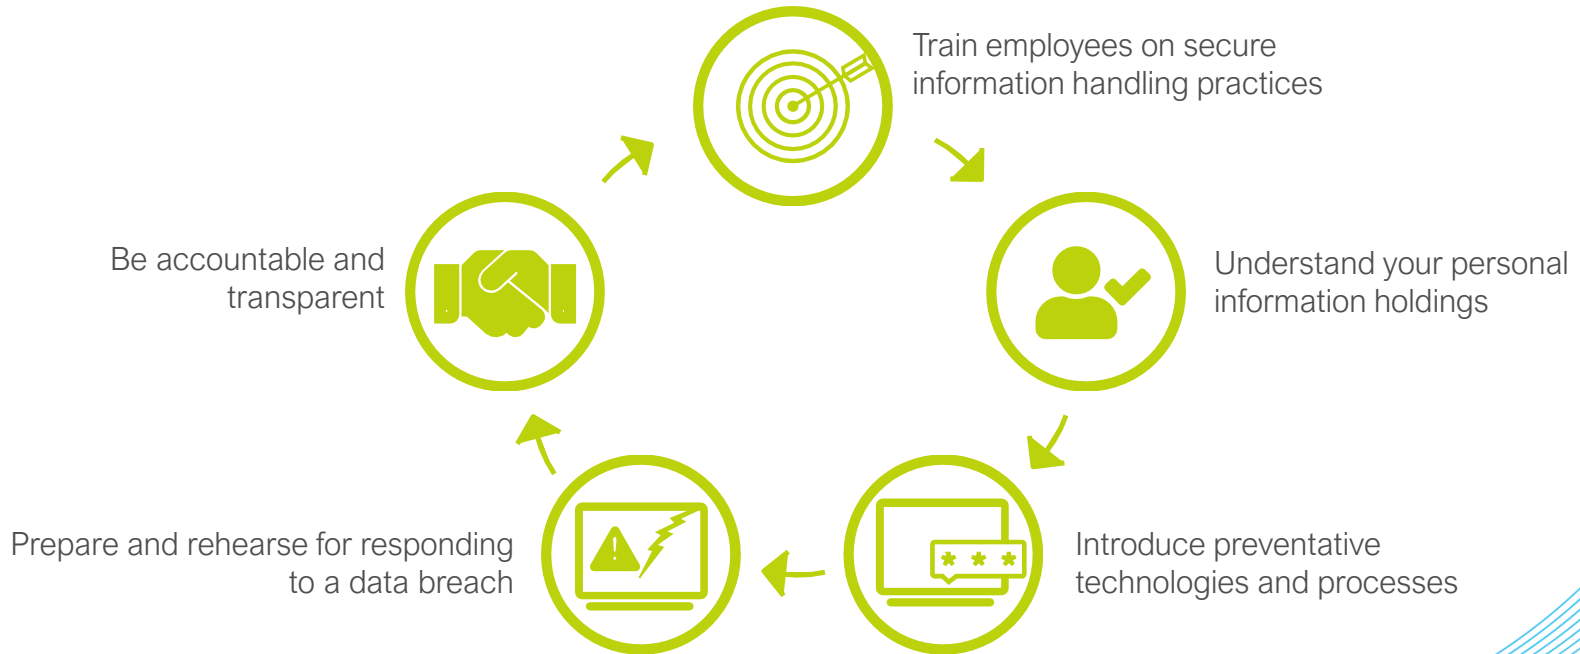 Train employees on secure
information handling practices
Understand your personal
information holdings
Introduce preventative
technologies and processes
Prepare and rehearse for responding
to a data breach
Be accountable and
transparent